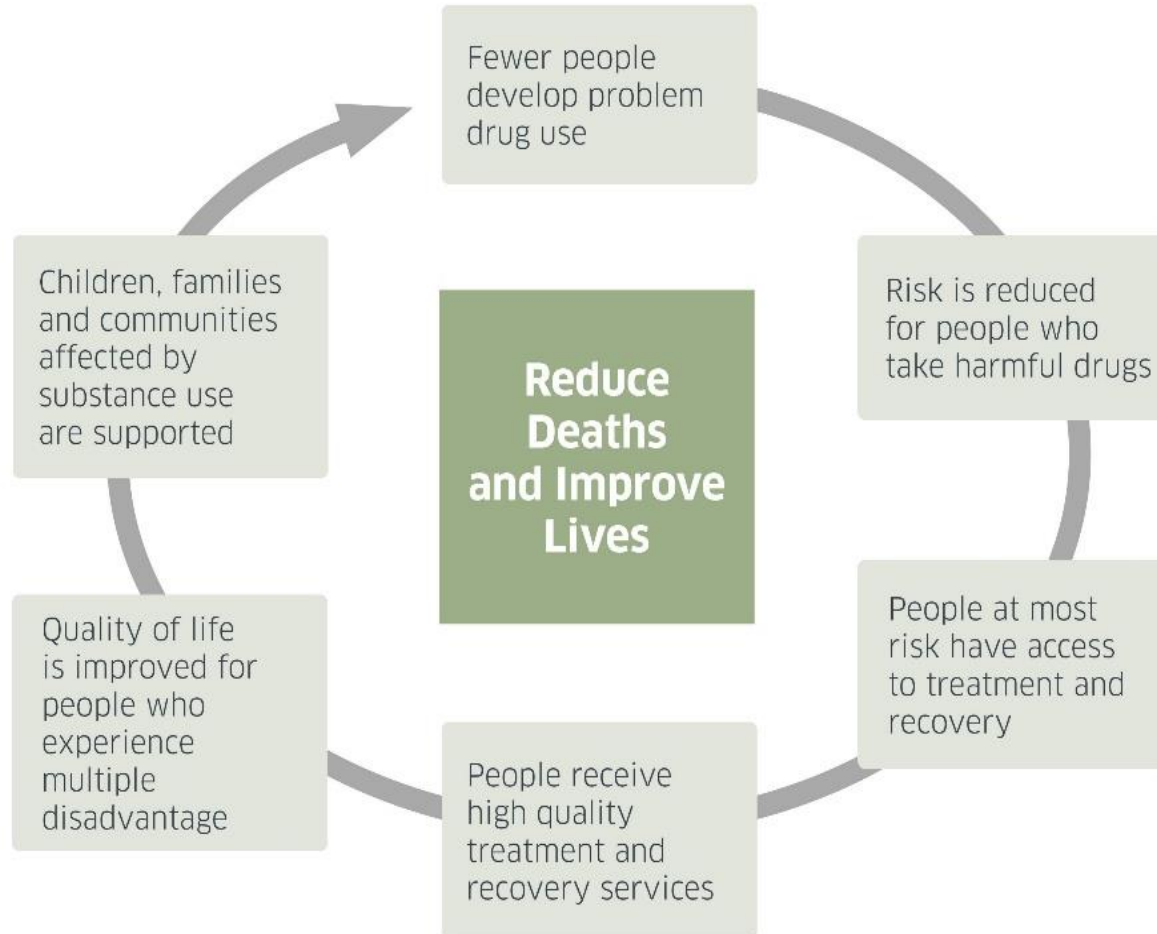 Fewer people
develop problem
drug use
Risk is reduced
for people who
take harmful drugs
People at most
risk have access
to treatment and
recovery
People receive
high quality
treatment and
recovery services
Quality of life
is improved for
people who
experience
multiple
disadvantage
Children, families
and communities
affected by
substance use
are supported
Reduce
Deaths
and Improve
Lives